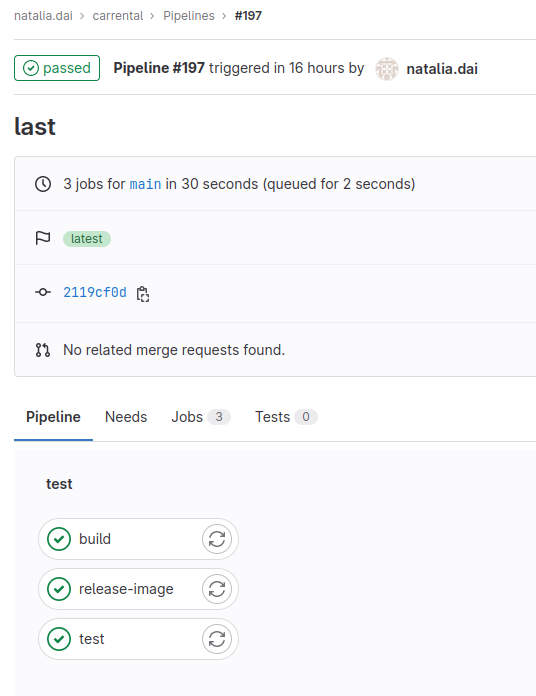 natalia.dai > carrental > Pipelines > #197
passed Pipeline #197 triggered in 16 hours by natalia.dai
last
3 jobs for main in 30 seconds (queued for 2 seconds)
latest
2119cf0d
No related merge requests found.
Pipeline Needs Jobs 3 Tests 0
test
build
release-image
test